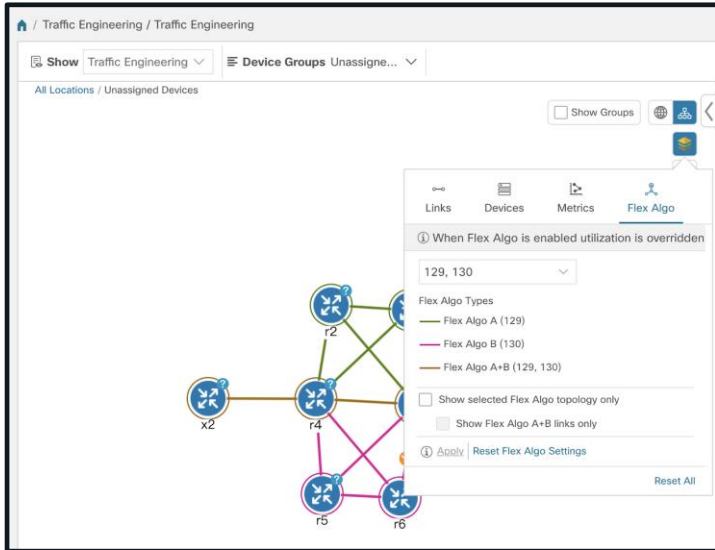 / Traffic Engineering / Traffic Engineering
Show Traffic Engineering Device Groups Unassigne...
All Locations / Unassigned Devices
Show Groups
Links Devices Metrics Flex Algo
When Flex Algo is enabled utilization is overridden
129, 130
Flex Algo Types
Flex Algo A (129)
Flex Algo B (130)
Flex Algo A+B (129, 130)
Show selected Flex Algo topology only
Show Flex Algo A+B links only
Apply Reset Flex Algo Settings
Reset All
r2
x2
r4
r5
r6